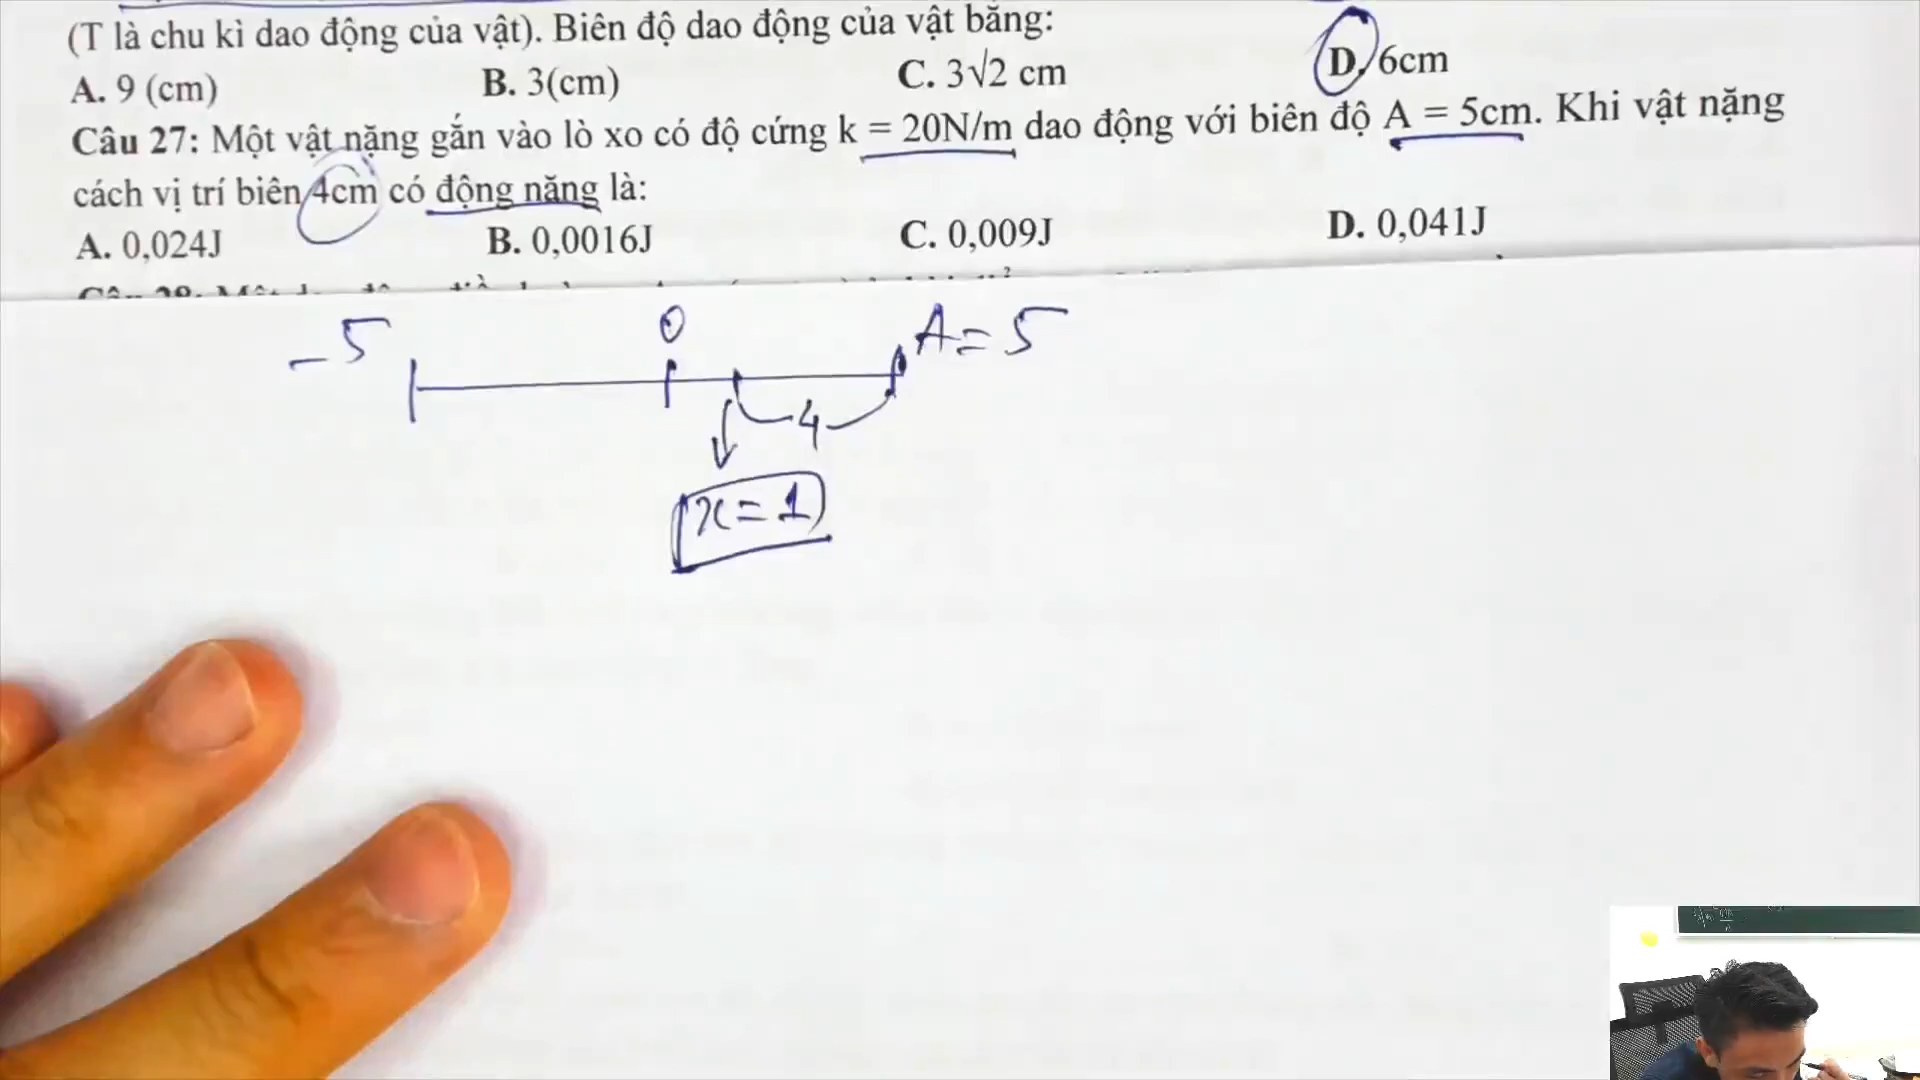 (T là chu kì dao động của vật). Biên độ dao động của vật bằng:
A. 9 (cm) B. 3(cm) C. 3√2 cm D. 6cm
Câu 27: Một vật nặng gắn vào lò xo có độ cứng k = 20N/m dao động với biên độ A = 5cm. Khi vật nặng
cách vị trí biên 4cm có động năng là:
A. 0,024J B. 0,0016J C. 0,009J D. 0,041J
-5 O A = 5
4
x = 1